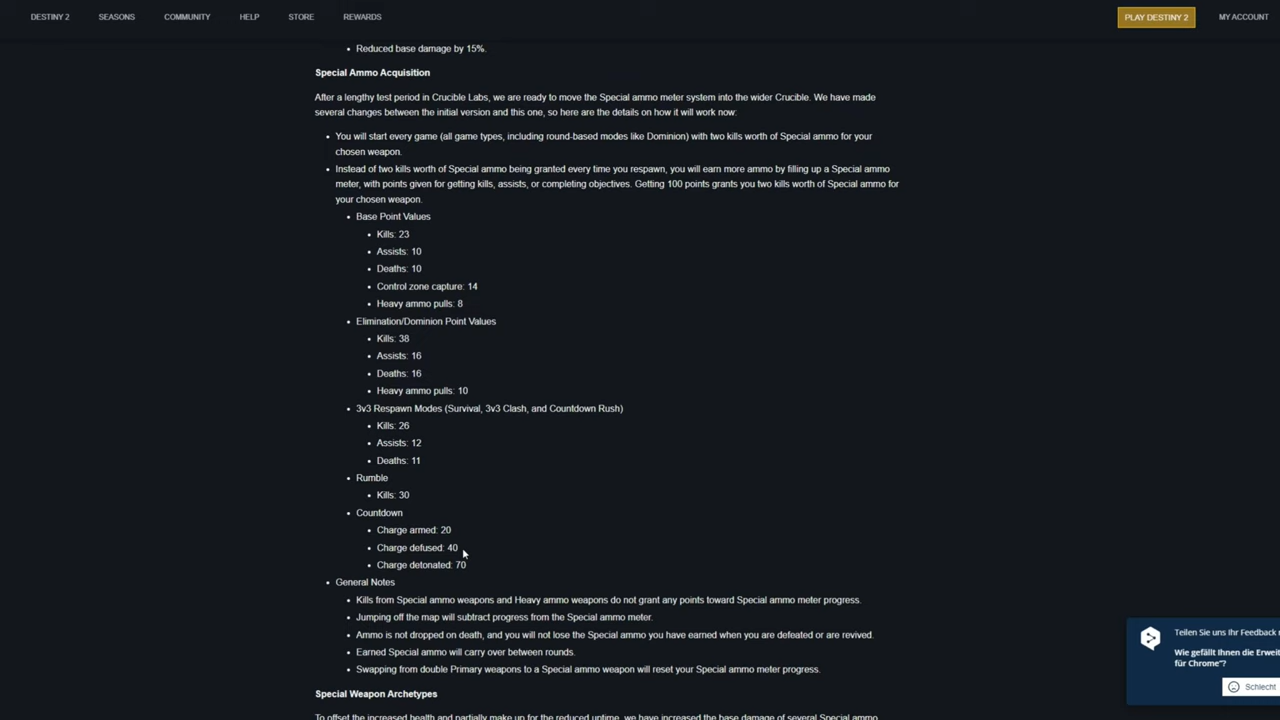 DESTINY 2 SEASONS COMMUNITY HELP STORE REWARDS PLAY DESTINY 2 MY ACCOUNT
• Reduced base damage by 15%.
Special Ammo Acquisition
After a lengthy test period in Crucible Labs, we are ready to move the Special ammo meter system into the wider Crucible. We have made
several changes between the initial version and this one, so here are the details on how it will work now:
• You will start every game (all game types, including round-based modes like Dominion) with two kills worth of Special ammo for your
chosen weapon.
• Instead of two kills worth of Special ammo being granted every time you respawn, you will earn more ammo by filling up a Special ammo
meter, with points given for getting kills, assists, or completing objectives. Getting 100 points grants you two kills worth of Special ammo for
your chosen weapon.
• Base Point Values
• Kills: 23
• Assists: 10
• Deaths: 10
• Control zone capture: 14
• Heavy ammo pulls: 8
• Elimination/Dominion Point Values
• Kills: 38
• Assists: 16
• Deaths: 16
• Heavy ammo pulls: 10
• 3v3 Respawn Modes (Survival, 3v3 Clash, and Countdown Rush)
• Kills: 26
• Assists: 12
• Deaths: 11
• Rumble
• Kills: 30
• Countdown
• Charge armed: 20
• Charge defused: 40
• Charge detonated: 70
• General Notes
• Kills from Special ammo weapons and Heavy ammo weapons do not grant any points toward Special ammo meter progress.
• Jumping off the map will subtract progress from the Special ammo meter.
• Ammo is not dropped on death, and you will not lose the Special ammo you have earned when you are defeated or are revived.
• Earned Special ammo will carry over between rounds.
• Swapping from double Primary weapons to a Special ammo weapon will reset your Special ammo meter progress.
Special Weapon Archetypes
To offset the increased health and partially make up for the reduced uptime, we have increased the base damage of several Special ammo
Teilen Sie uns Ihr Feedback
Wie gefällt Ihnen die Erweit
für Chrome"?
Schlecht